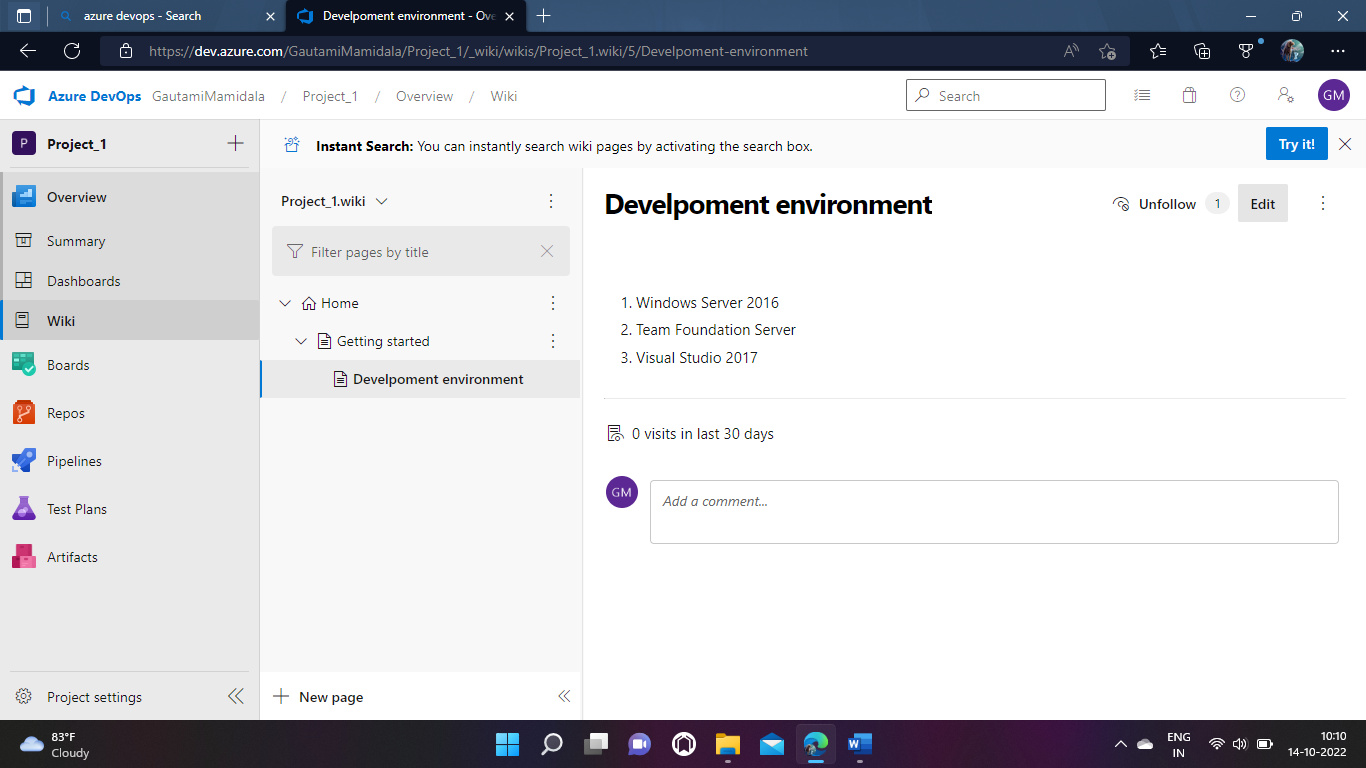 azure devops - Search
Develpoment environment - Ove
https://dev.azure.com/GautamiMamidala/Project_1/_wiki/wikis/Project_1.wiki/5/Develpoment-environment
Azure DevOps GautamiMamidala / Project_1 / Overview / Wiki
Search
GM
P Project_1
Instant Search: You can instantly search wiki pages by activating the search box.
Try it!
Overview
Summary
Dashboards
Wiki
Boards
Repos
Pipelines
Test Plans
Artifacts
Project settings
Project_1.wiki
Filter pages by title
Home
Getting started
Develpoment environment
New page
Develpoment environment
Unfollow 1
Edit
1. Windows Server 2016
2. Team Foundation Server
3. Visual Studio 2017
0 visits in last 30 days
GM
Add a comment...
83°F
Cloudy
ENG
IN
10:10
14-10-2022